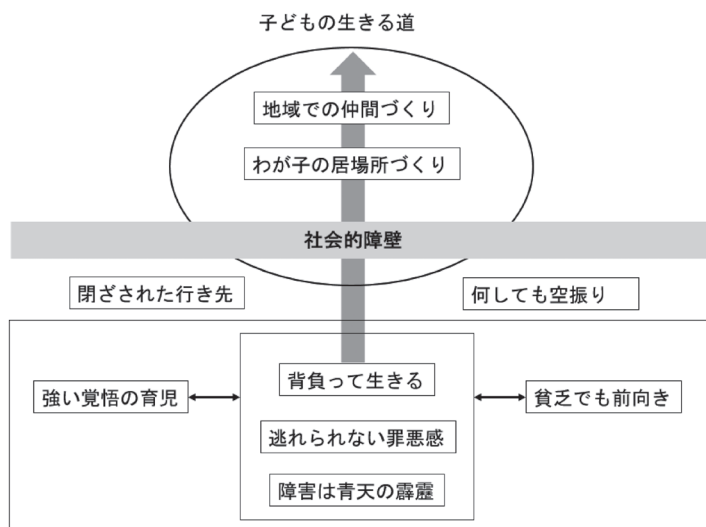 子どもの生きる道
地域での仲間づくり
わが子の居場所づくり
社会的障壁
閉ざされた行き先
何しても空振り
背負って生きる
強い覚悟の育児
貧乏でも前向き
逃れられない罪悪感
障害は青天の霹靂